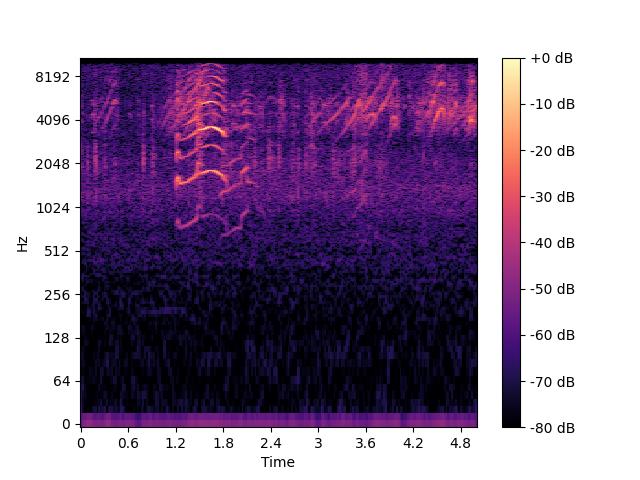 8192
4096
2048
1024
512
256
128
64
0
Hz
0 0.6 1.2 1.8 2.4 3 3.6 4.2 4.8
Time
+0 dB
-10 dB
-20 dB
-30 dB
-40 dB
-50 dB
-60 dB
-70 dB
-80 dB